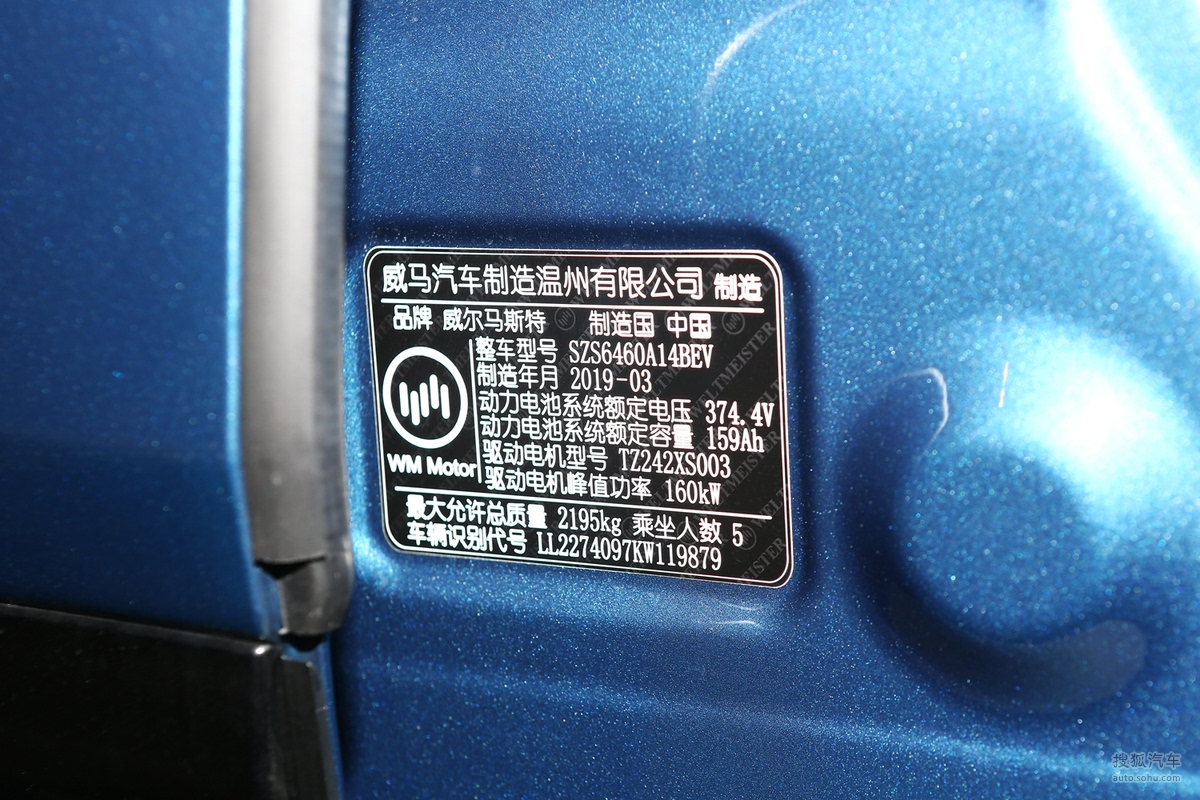 威马汽车制造温州有限公司 制造
品牌 威尔马斯特 制造国 中国
整车型号 SZS6460A14BEV
制造年月 2019-03
动力电池系统额定电压 374.4V
动力电池系统额定容量 159Ah
驱动电机型号 TZ242XS003
驱动电机峰值功率 160kW
WM Motor
最大允许总质量 2195kg 乘坐人数 5
车辆识别代号 LL2274097KW119879
WELTMEISTER
搜狐汽车
auto.sohu.com